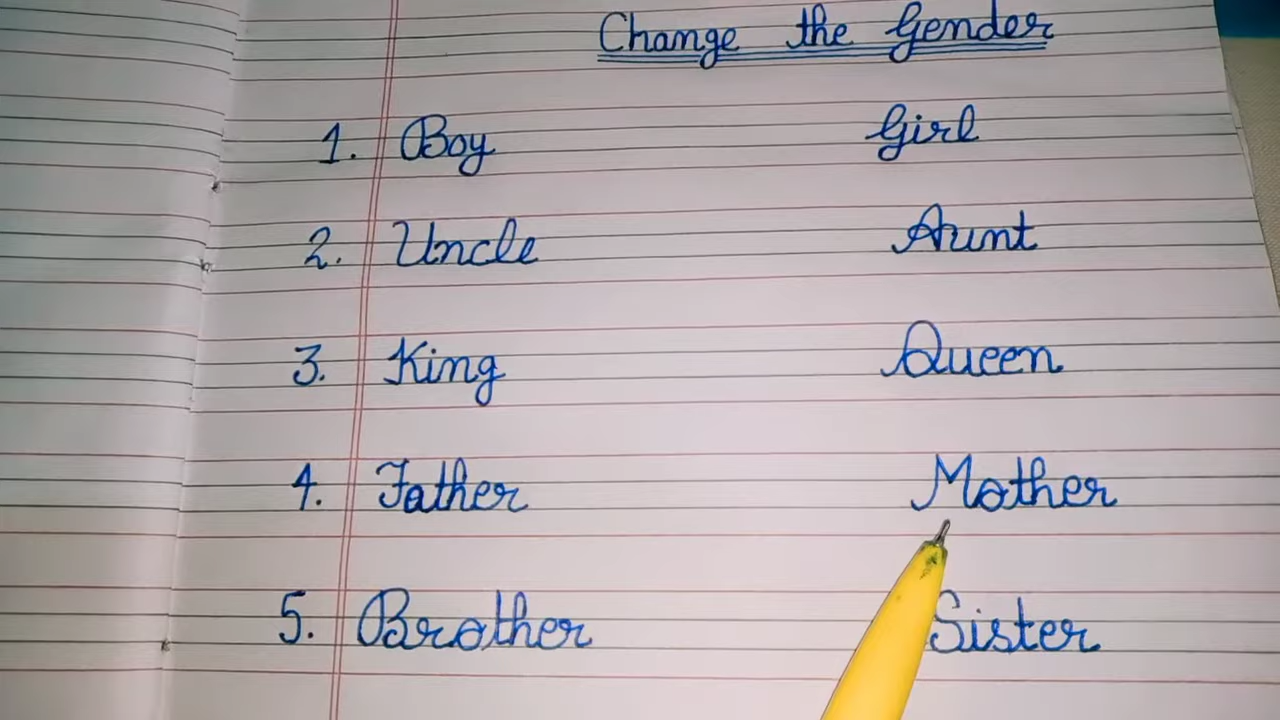 Change the Gender
1. Boy Girl
2. Uncle Aunt
3. King Queen
4. Father Mother
5. Brother Sister